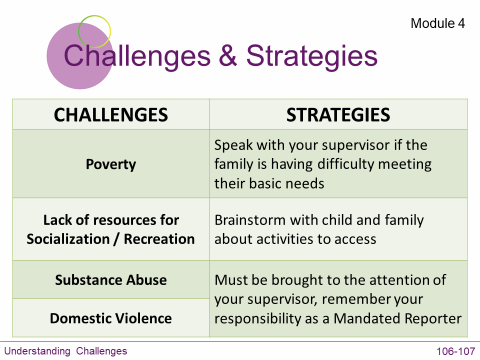 Module 4
Challenges & Strategies
CHALLENGES
STRATEGIES
Poverty
Speak with your supervisor if the
family is having difficulty meeting
their basic needs
Lack of resources for
Socialization / Recreation
Brainstorm with child and family
about activities to access
Substance Abuse
Domestic Violence
Must be brought to the attention of
your supervisor, remember your
responsibility as a Mandated Reporter
Understanding Challenges
106-107